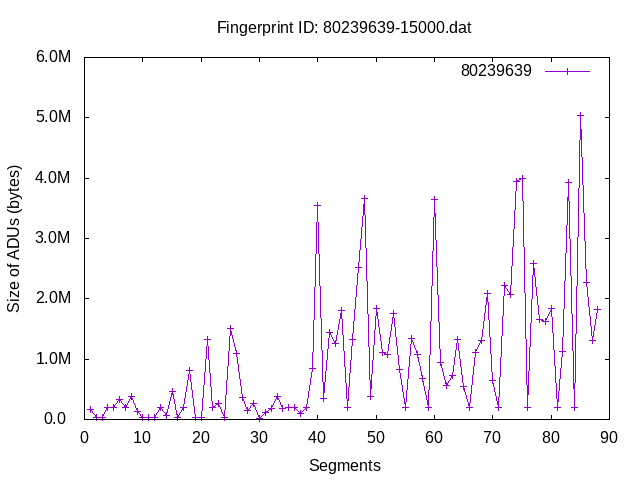 Fingerprint ID: 80239639-15000.dat
6.0M
80239639
5.0M
4.0M
3.0M
2.0M
1.0M
0.0
Size of ADUs (bytes)
0 10 20 30 40 50 60 70 80 90
Segments